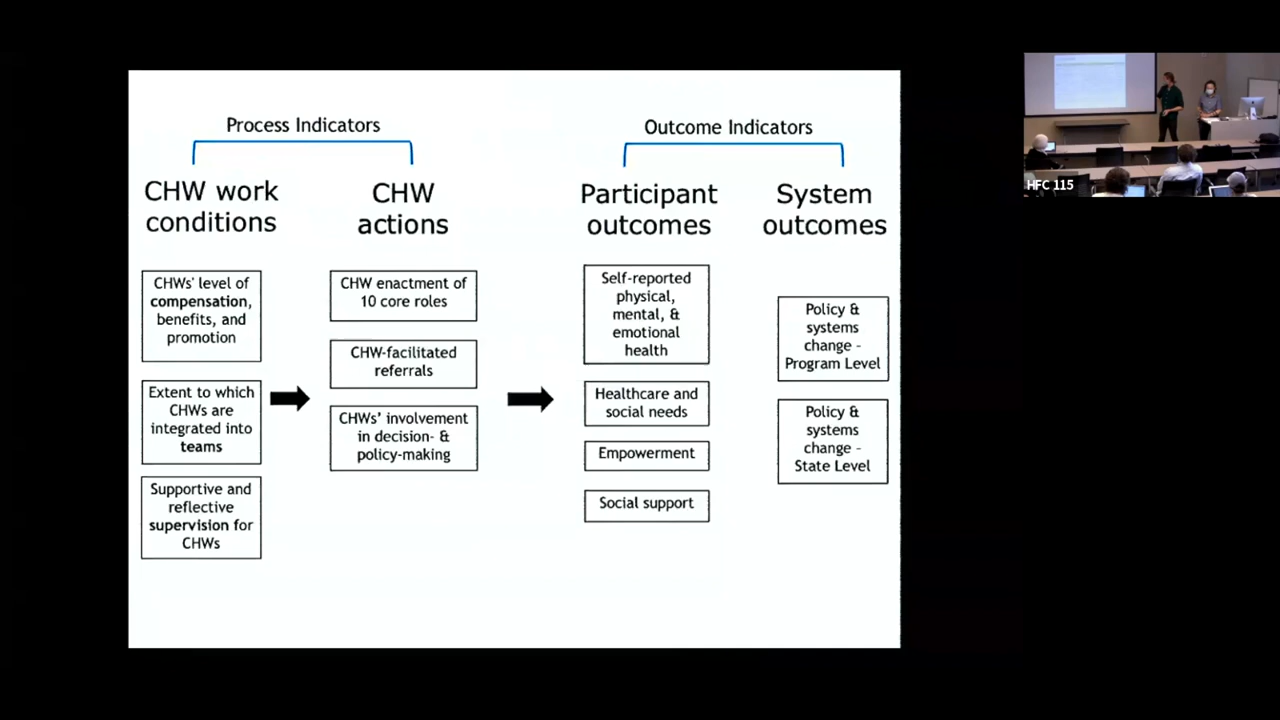 Process Indicators
Outcome Indicators
CHW work
conditions
CHW
actions
Participant
outcomes
System
outcomes
CHWs' level of
compensation,
benefits, and
promotion
Extent to which
CHWs are
integrated into
teams
Supportive and
reflective
supervision for
CHWs
CHW enactment of
10 core roles
CHW-facilitated
referrals
CHWs' involvement
in decision- &
policy-making
Self-reported
physical,
mental, &
emotional
health
Healthcare and
social needs
Empowerment
Social support
Policy &
systems
change –
Program Level
Policy &
systems
change –
State Level
HFC 115